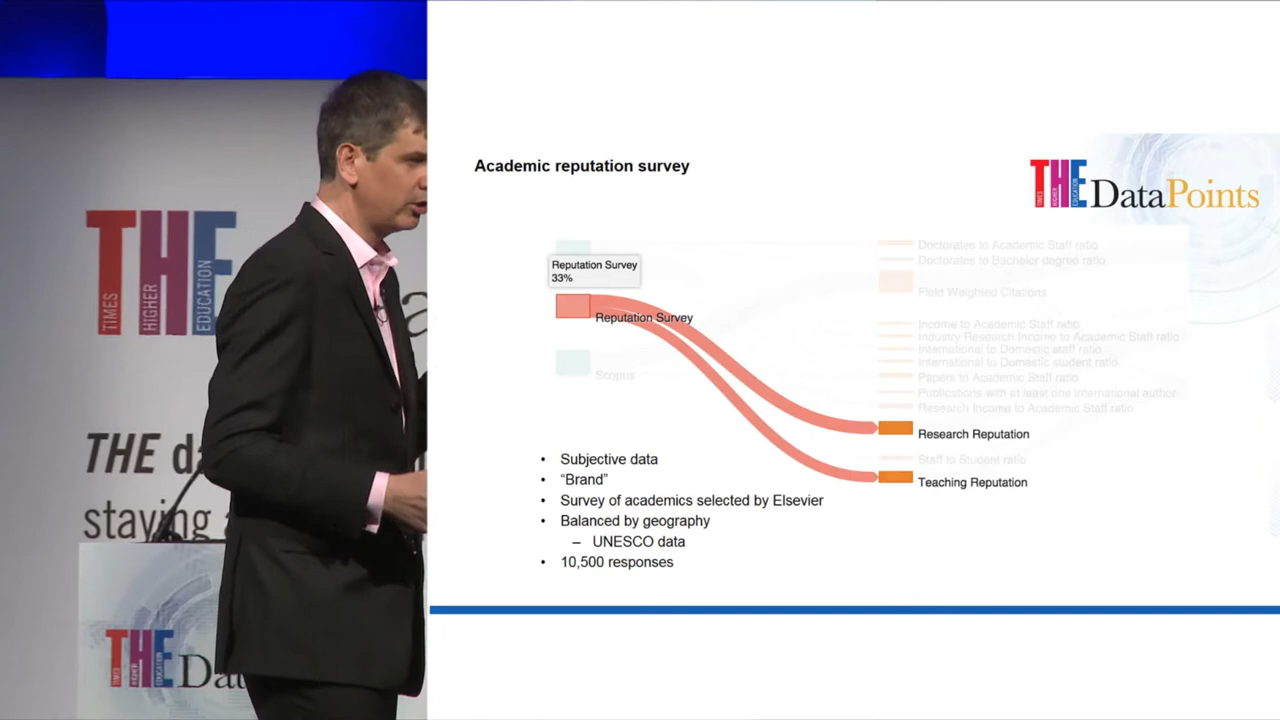 THE
TIMES
HIGHER
EDUCATION
THE da
staying
THE
Dat
Academic reputation survey
THE
TIMES
HIGHER
EDUCATION
DataPoints
Reputation Survey
33%
Reputation Survey
Scopus
Doctorates to Academic Staff ratio
Doctorates to Bachelor degree ratio
Field Weighted Citations
Income to Academic Staff ratio
Industry Research Income to Academic Staff ratio
International to Domestic staff ratio
International to Domestic student ratio
Papers to Academic Staff ratio
Publications with at least one international author
Research Income to Academic Staff ratio
Research Reputation
Staff to Student ratio
Teaching Reputation
• Subjective data
• “Brand”
• Survey of academics selected by Elsevier
• Balanced by geography
– UNESCO data
• 10,500 responses